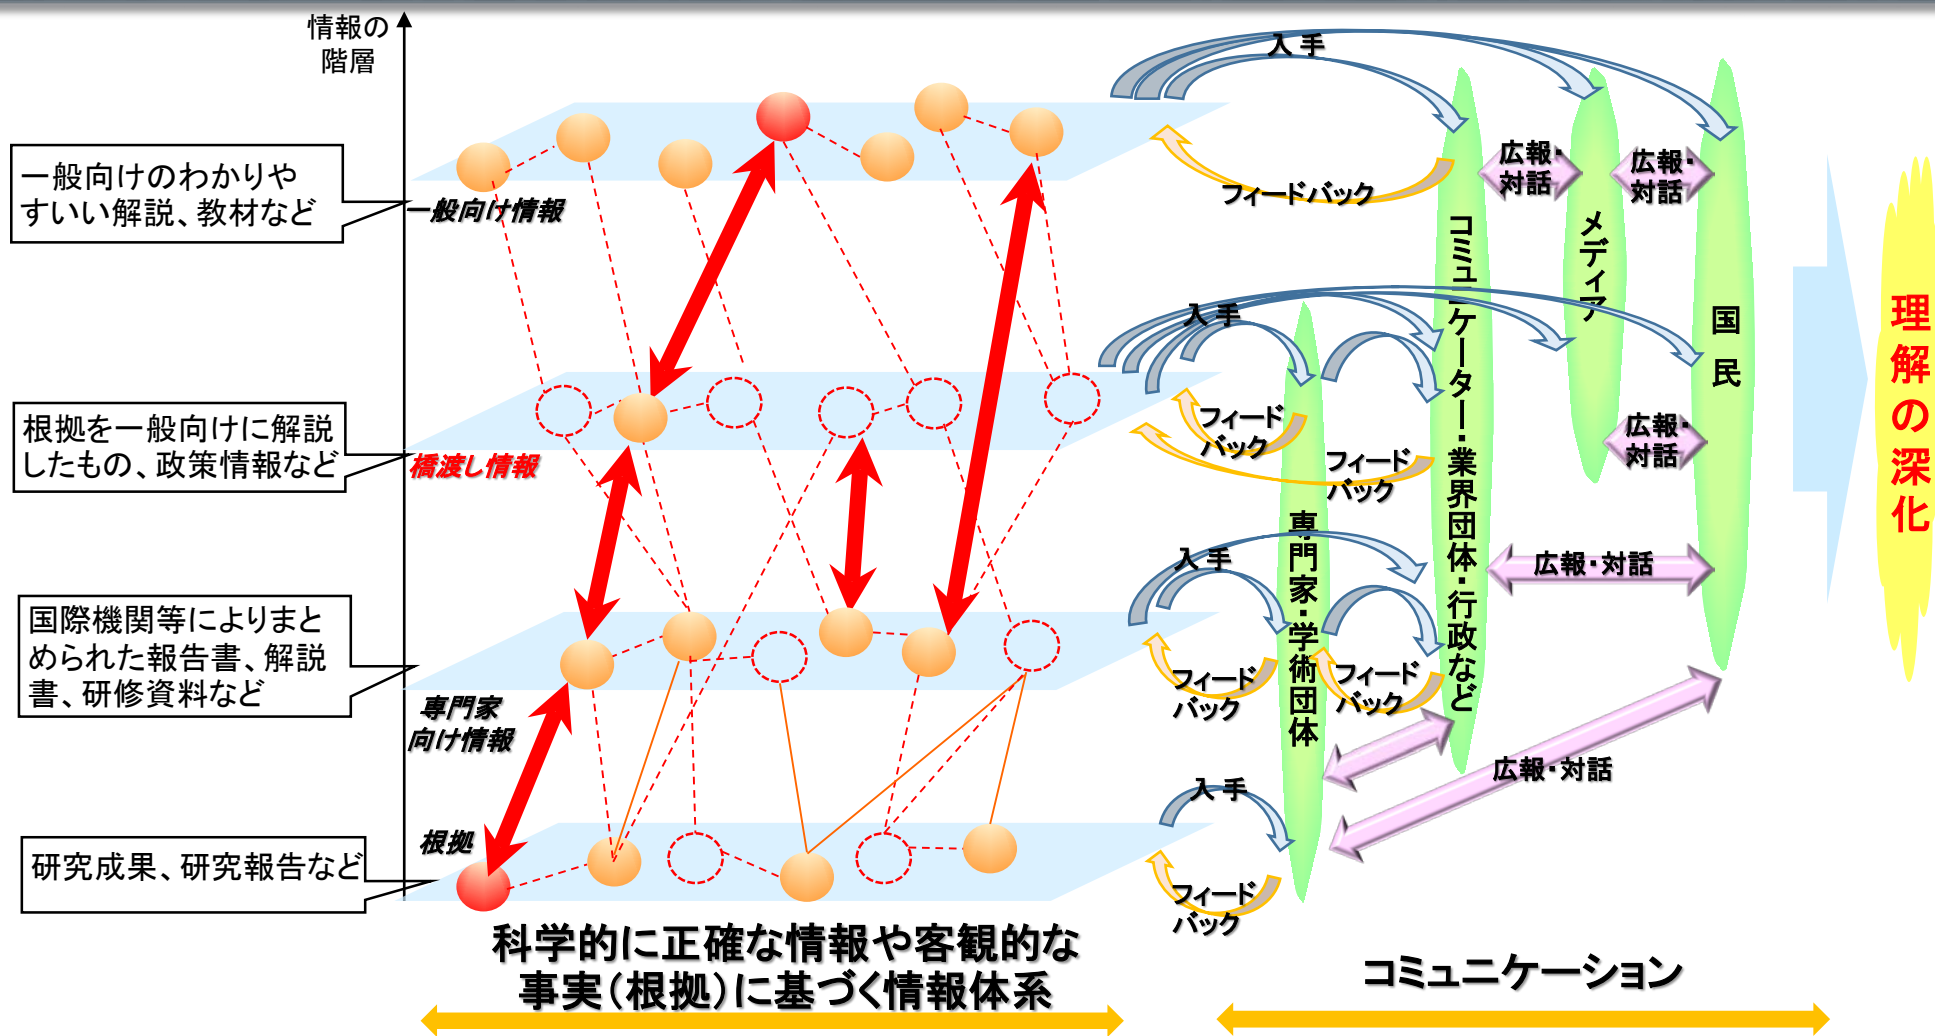 情報の
階層
一般向けのわかりや
すいい解説、教材など
一般向け情報
根拠を一般向けに解説
したもの、政策情報など
橋渡し情報
国際機関等によりまと
められた報告書、解説
書、研修資料など
専門家
向け情報
研究成果、研究報告など
根拠
科学的に正確な情報や客観的な
事実(根拠)に基づく情報体系
入 手
フィードバック
入 手
フィード
バック
フィード
バック
入 手
フィード
バック
フィード
バック
入 手
フィード
バック
専門家・学術団体
コミュニケーター・業界団体・行政など
メディア
国民
広報・
対話
広報・
対話
広報・
対話
広報・対話
広報・対話
コミュニケーション
理解の深化